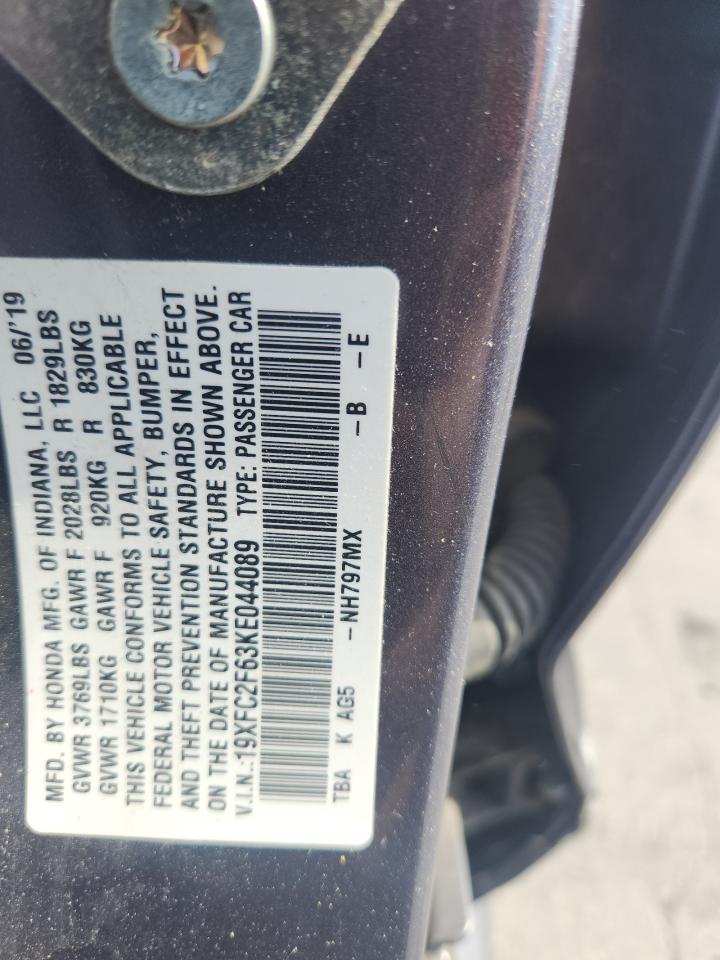 MFD. BY HONDA MFG. OF INDIANA, LLC 06/'19
GVWR 3769LBS GAWR F 2028LBS R 1829LBS
GVWR 1710KG GAWR F 920KG R 830KG
THIS VEHICLE CONFORMS TO ALL APPLICABLE
FEDERAL MOTOR VEHICLE SAFETY, BUMPER,
AND THEFT PREVENTION STANDARDS IN EFFECT
ON THE DATE OF MANUFACTURE SHOWN ABOVE.
V.I.N.:19XFC2F63KE044089 TYPE: PASSENGER CAR
TBA K AG5 -NH797MX -B -E